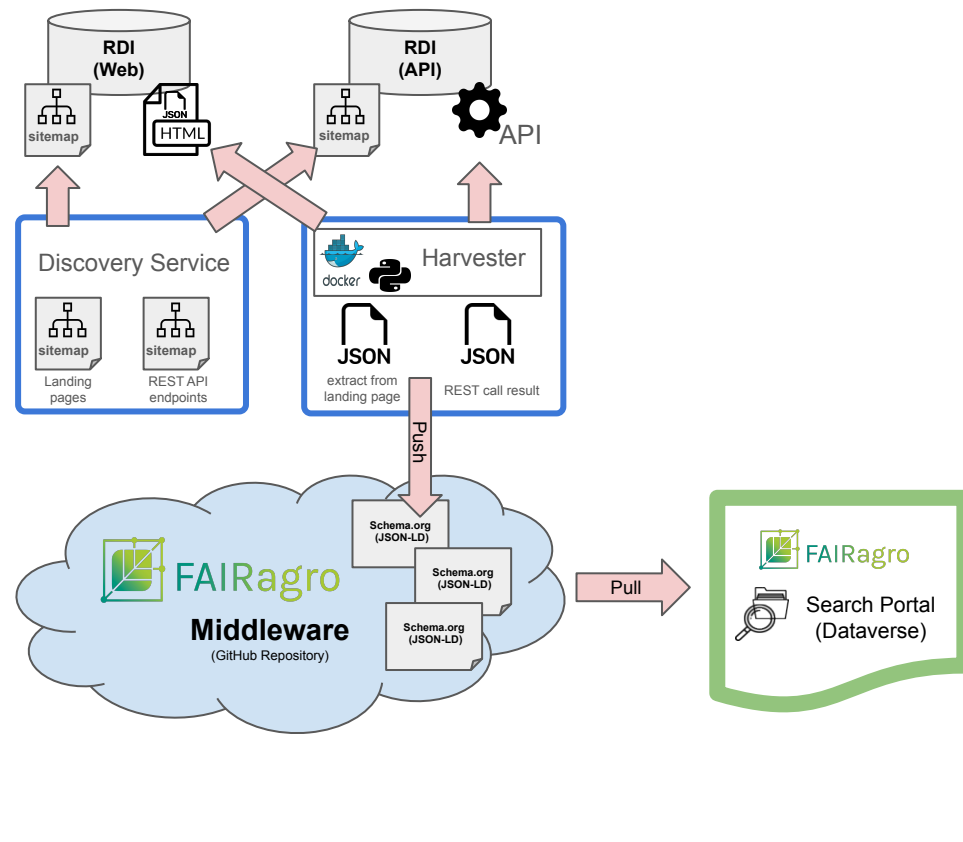 RDI
(Web)
RDI
(API)
sitemap
JSON
HTML
sitemap
API
Discovery Service
docker
Harvester
sitemap
sitemap
JSON
JSON
Landing
pages
REST API
endpoints
extract from
landing page
REST call result
Push
Schema.org
(JSON-LD)
Schema.org
(JSON-LD)
Schema.org
(JSON-LD)
FAIRagro
Middleware
(GitHub Repository)
Pull
FAIRagro
Search Portal
(Dataverse)